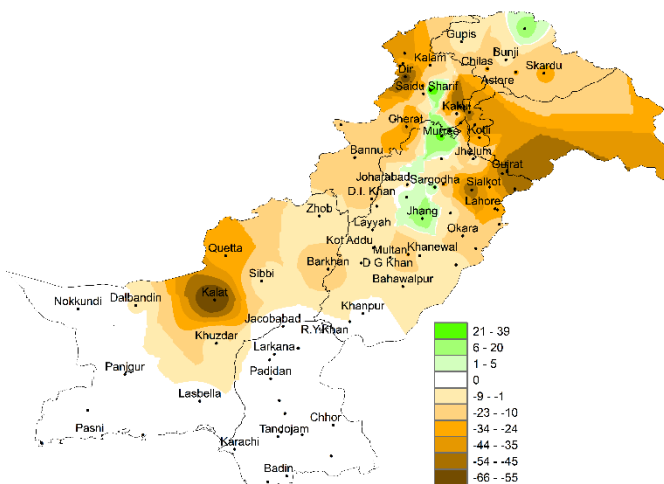 Gupis
Bunji
Kalam
Chilas
Skardu
Dir
Astore
Saidu Sharif
Kakul
Cherat
Murree
Kotli
Bannu
Jhelum
Gujrat
Joharabad
Sargodha
Sialkot
D.I. Khan
Lahore
Zhob
Jhang
Layyah
Okara
Quetta
Kot Addu
Multan
Khanewal
Barkhan
D G Khan
Sibbi
Bahawalpur
Kalat
Nokkundi
Dalbandin
Khanpur
Jacobabad
R.Y.Khan
Khuzdar
Larkana
Panjgur
Padidan
Lasbella
Chhor
Pasni
Tandojam
Karachi
Badin
21 - 39
6 - 20
1 - 5
0
-9 - -1
-23 - -10
-34 - -24
-44 - -35
-54 - -45
-66 - -55